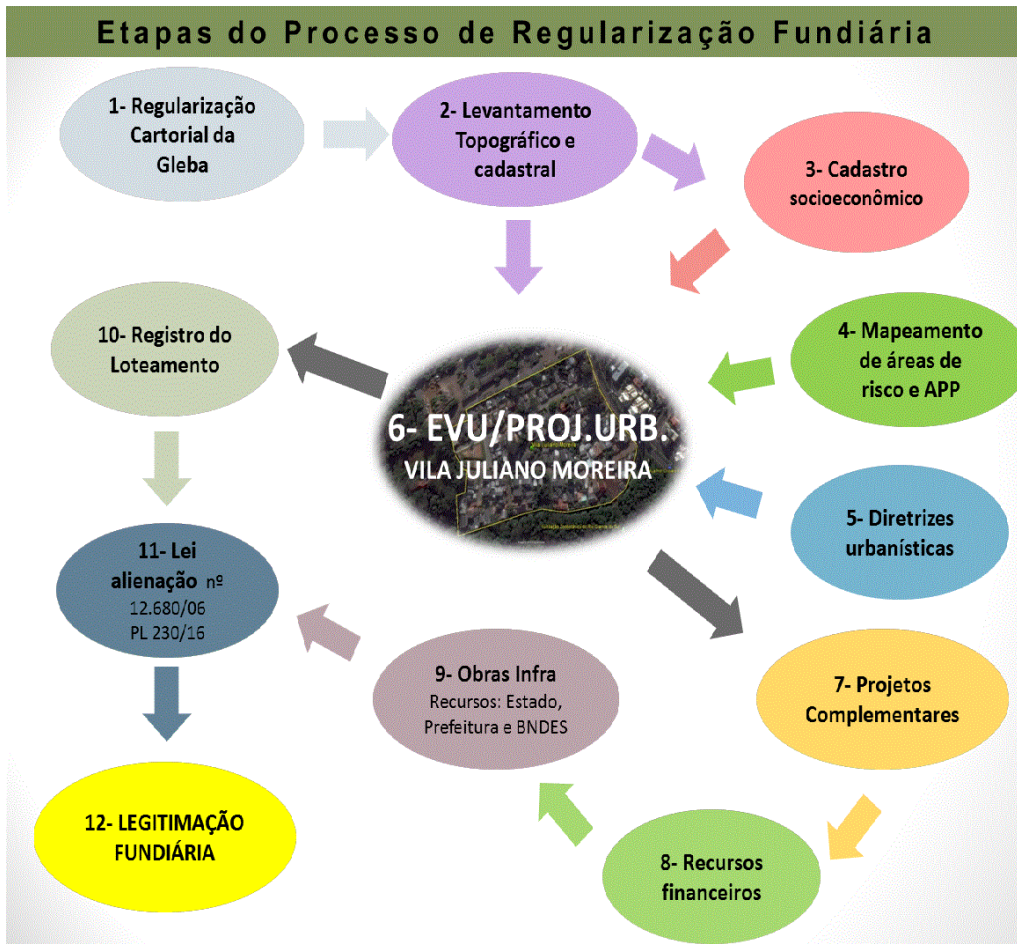 Etapas do Processo de Regularização Fundiária
1- Regularização
Cartorial da
Gleba
2- Levantamento
Topográfico e
cadastral
3- Cadastro
socioeconômico
4- Mapeamento
de áreas de
risco e APP
5- Diretrizes
urbanísticas
6- EVU/PROJ.URB.
VILA JULIANO MOREIRA
7- Projetos
Complementares
8- Recursos
financeiros
9- Obras Infra
Recursos: Estado,
Prefeitura e BNDES
10- Registro do
Loteamento
11- Lei
alienação nº
12.680/06
PL 230/16
12- LEGITIMAÇÃO
FUNDIÁRIA